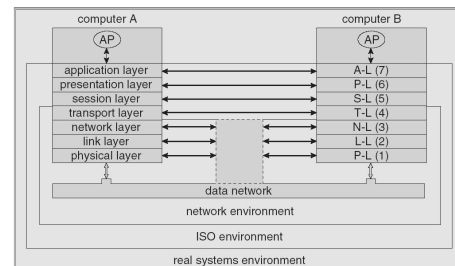 computer A computer B
AP AP
application layer A-L (7)
presentation layer P-L (6)
session layer S-L (5)
transport layer T-L (4)
network layer N-L (3)
link layer L-L (2)
physical layer P-L (1)
data network
network environment
ISO environment
real systems environment